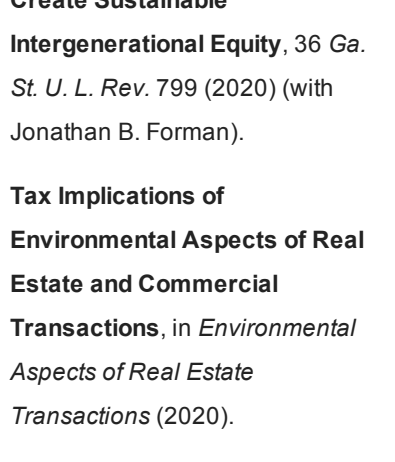 Create Sustainable
Intergenerational Equity, 36 Ga.
St. U. L. Rev. 799 (2020) (with
Jonathan B. Forman).
Tax Implications of
Environmental Aspects of Real
Estate and Commercial
Transactions, in Environmental
Aspects of Real Estate
Transactions (2020).